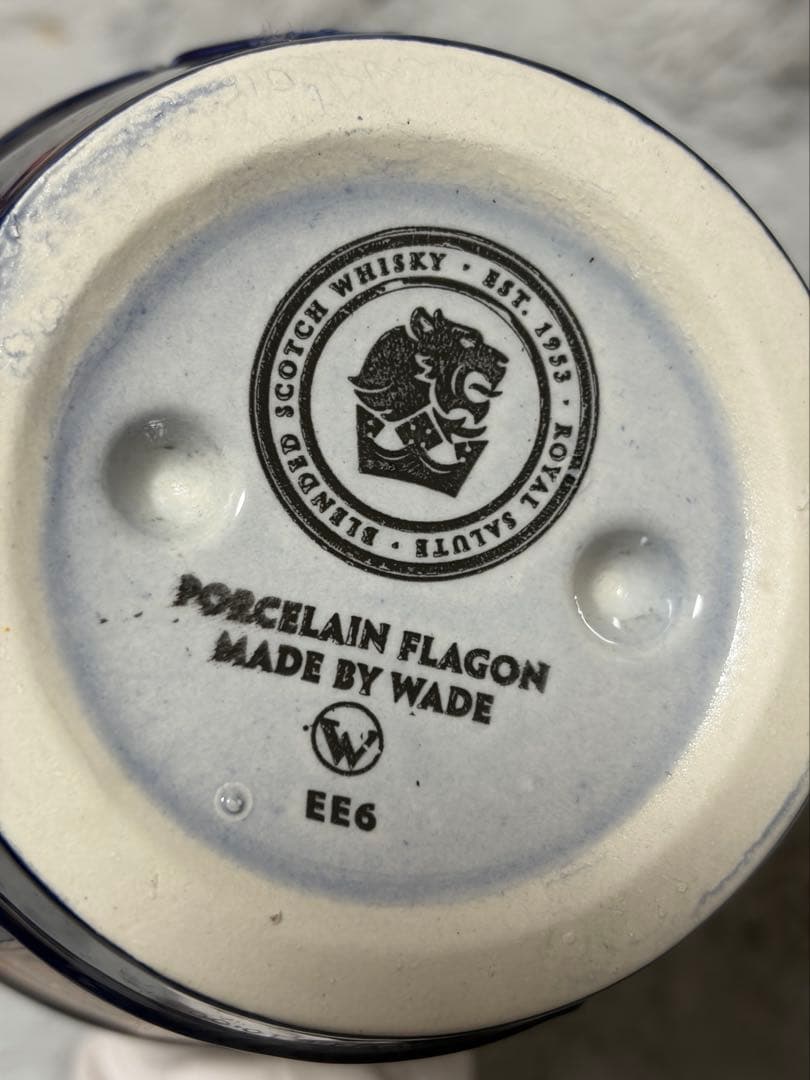 BLENDED SCOTCH WHISKY · EST. 1953 · ROYAL SALUTE ·
PORCELAIN FLAGON
MADE BY WADE
W
EE6